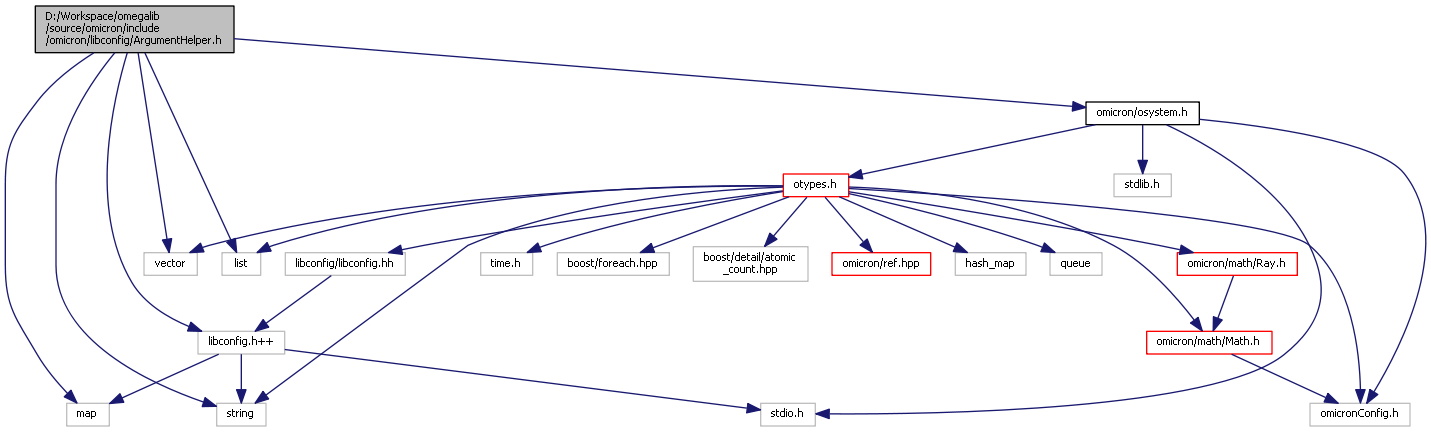 D:/Workspace/omegalib
/source/omicron/include
/omicron/libconfig/ArgumentHelper.h
omicron/osystem.h
otypes.h
stdlib.h
vector
list
libconfig/libconfig.hh
time.h
boost/foreach.hpp
boost/detail/atomic
_count.hpp
omicron/ref.hpp
hash_map
queue
omicron/math/Ray.h
libconfig.h++
omicron/math/Math.h
map
string
stdio.h
omicronConfig.h